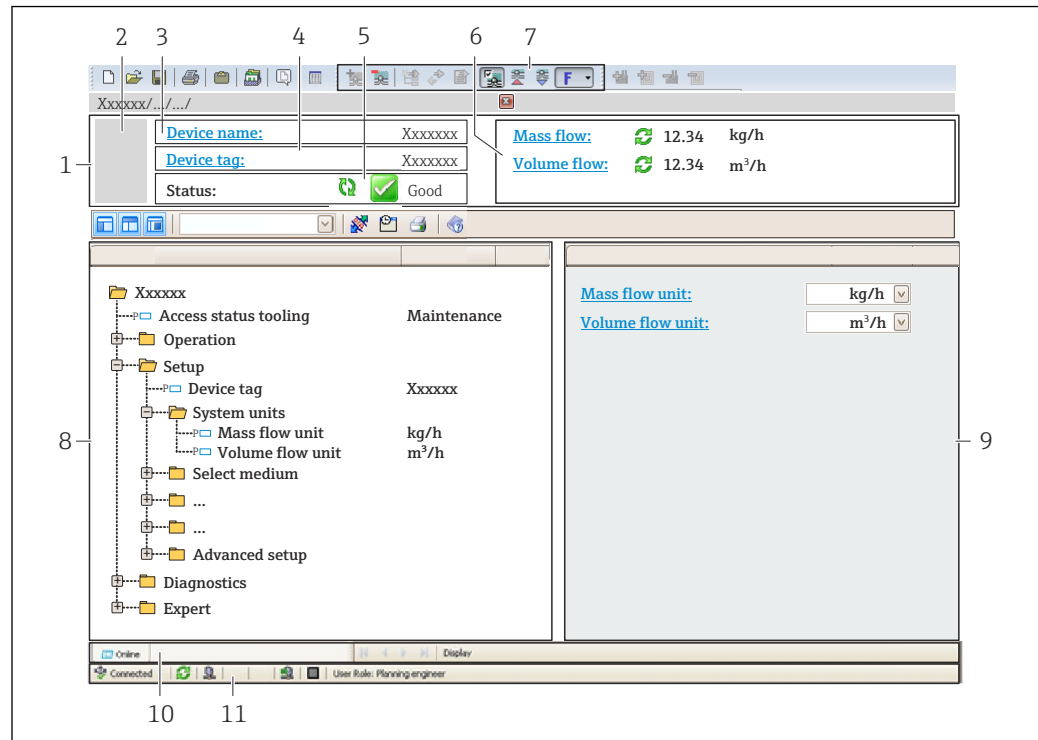 2 3 4 5 6 7
F
Xxxxxx/.../.../
1
Device name: Xxxxxxx
Device tag: Xxxxxxx
Status: Good
Mass flow: 12.34 kg/h
Volume flow: 12.34 m³/h
Xxxxxx
Access status tooling Maintenance
Operation
Setup
Device tag Xxxxxx
System units
Mass flow unit kg/h
Volume flow unit m³/h
Select medium
...
...
Advanced setup
Diagnostics
Expert
8
Mass flow unit: kg/h
Volume flow unit: m³/h
9
Online Display
Connected User Role: Planning engineer
10 11